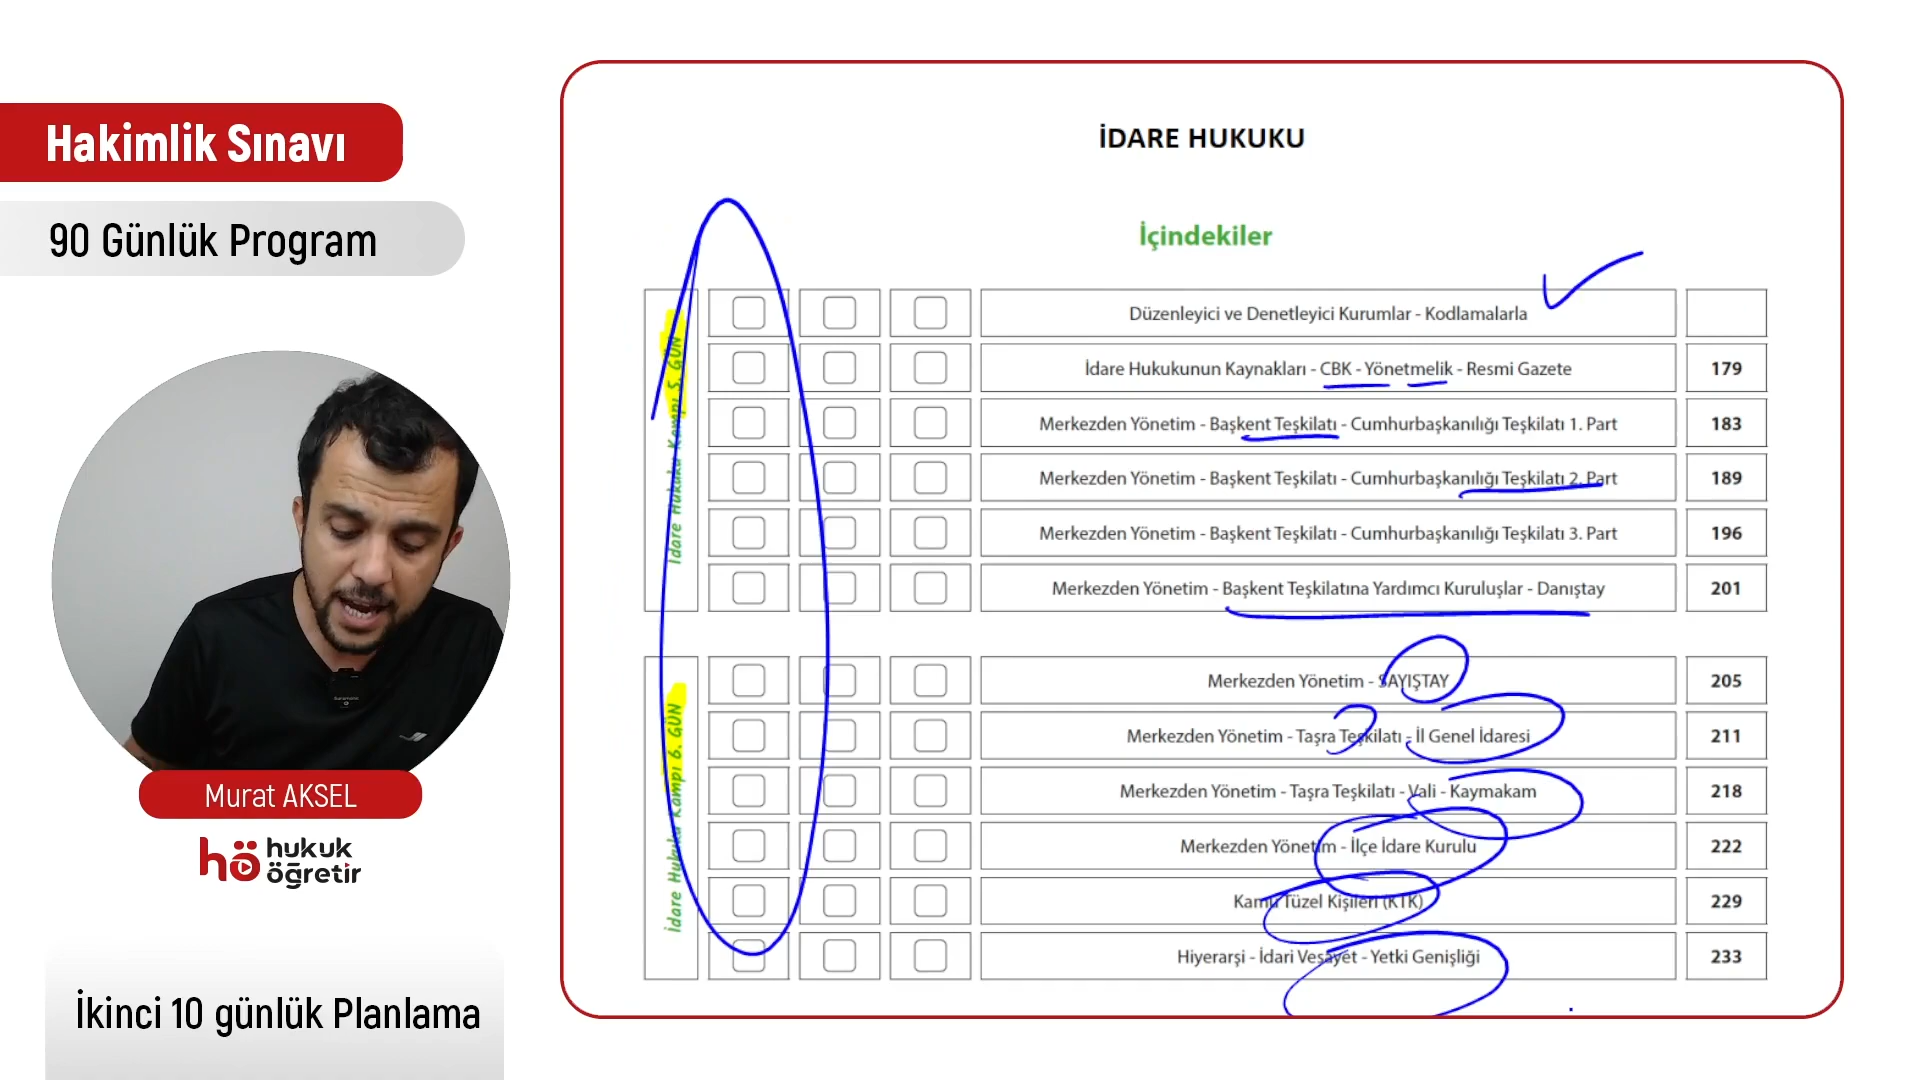 Hakimlik Sınavı
90 Günlük Program
Murat AKSEL
hö hukuk
öğretir
İkinci 10 günlük Planlama
İDARE HUKUKU
İçindekiler
İdare Hukuku Kampı 5. GÜN
Düzenleyici ve Denetleyici Kurumlar - Kodlamalarla
İdare Hukukunun Kaynakları - CBK - Yönetmelik - Resmi Gazete 179
Merkezden Yönetim - Başkent Teşkilatı - Cumhurbaşkanılığı Teşkilatı 1. Part 183
Merkezden Yönetim - Başkent Teşkilatı - Cumhurbaşkanılığı Teşkilatı 2. Part 189
Merkezden Yönetim - Başkent Teşkilatı - Cumhurbaşkanılığı Teşkilatı 3. Part 196
Merkezden Yönetim - Başkent Teşkilatına Yardımcı Kuruluşlar - Danıştay 201
İdare Hukuku Kampı 6. GÜN
Merkezden Yönetim - SAYIŞTAY 205
Merkezden Yönetim - Taşra Teşkilatı - İl Genel İdaresi 211
Merkezden Yönetim - Taşra Teşkilatı - Vali - Kaymakam 218
Merkezden Yönetim - İlçe İdare Kurulu 222
Kamu Tüzel Kişileri (KTK) 229
Hiyerarşi - İdari Vesayet - Yetki Genişliği 233